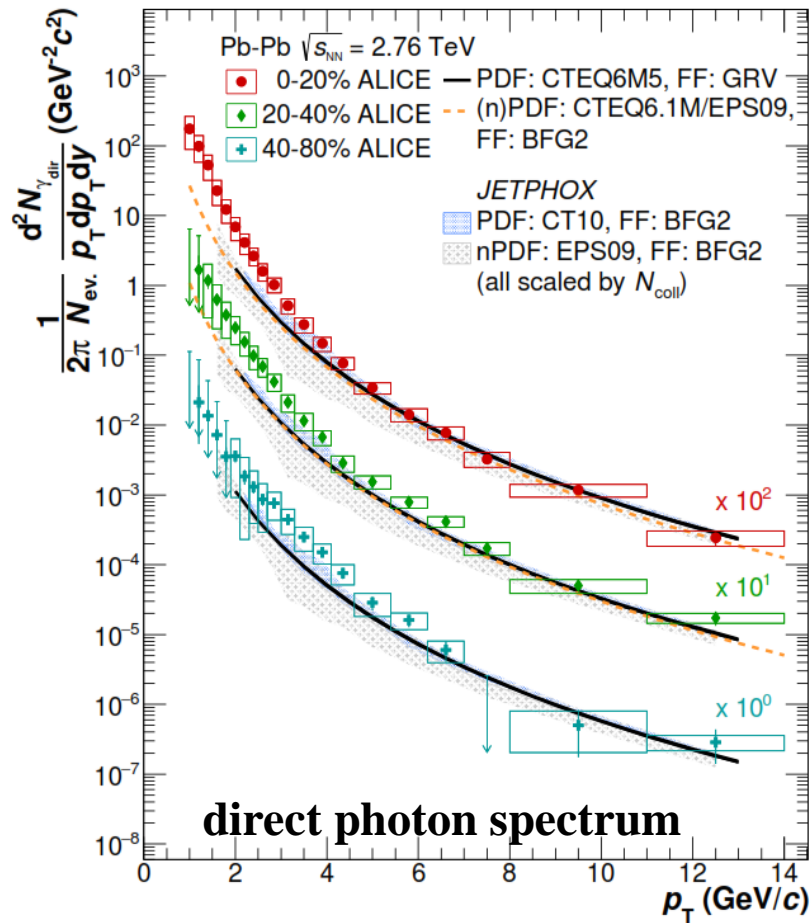 Pb-Pb √s_NN = 2.76 TeV
0-20% ALICE
20-40% ALICE
40-80% ALICE
PDF: CTEQ6M5, FF: GRV
(n)PDF: CTEQ6.1M/EPS09,
FF: BFG2
JETPHOX
PDF: CT10, FF: BFG2
nPDF: EPS09, FF: BFG2
(all scaled by N_coll)
1/(2π N_ev.) d²N_γdir/(p_T dp_T dy) (GeV⁻²c²)
10³
10²
10
1
10⁻¹
10⁻²
10⁻³
10⁻⁴
10⁻⁵
10⁻⁶
10⁻⁷
10⁻⁸
x 10²
x 10¹
x 10⁰
direct photon spectrum
0 2 4 6 8 10 12 14
p_T (GeV/c)